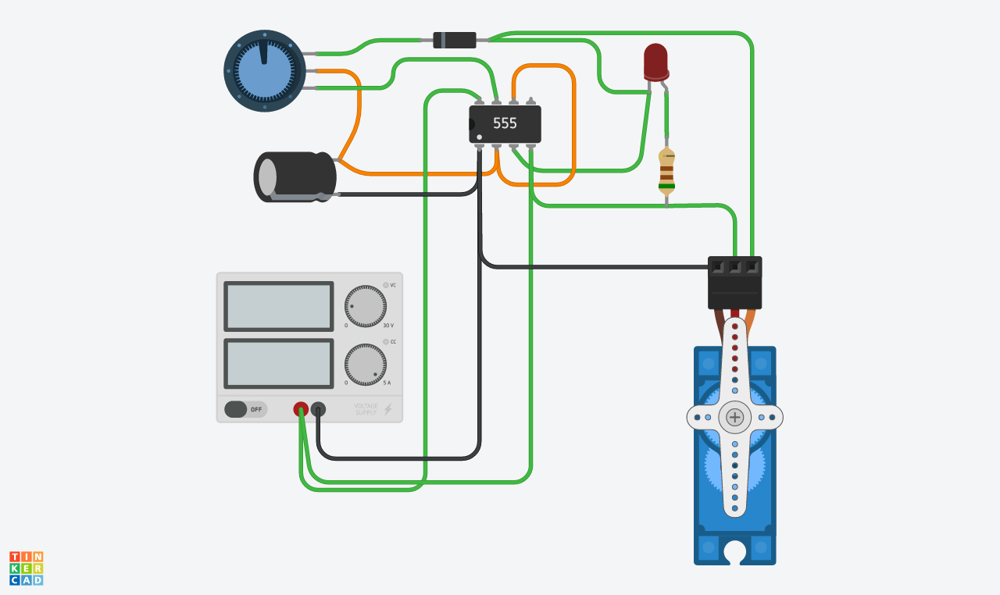 555
VC
0
30 V
CC
0
5 A
OFF
VOLTAGE
SUPPLY
TIN
KER
CAD